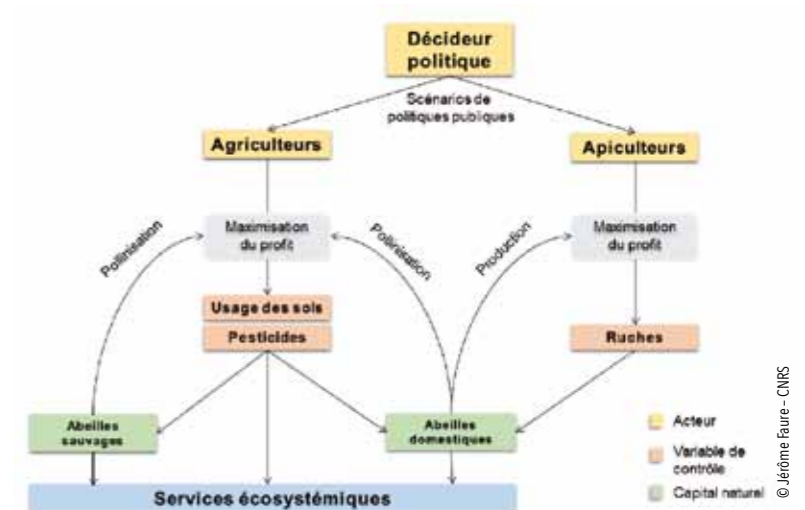 Décideur
politique
Scénarios de
politiques publiques
Agriculteurs
Apiculteurs
Pollinisation
Maximisation
du profit
Pollinisation
Production
Maximisation
du profit
Usage des sols
Pesticides
Ruches
Abeilles
sauvages
Abeilles
domestiques
Services écosystémiques
Acteur
Variable de
contrôle
Capital naturel
© Jérôme Faure - CNRS